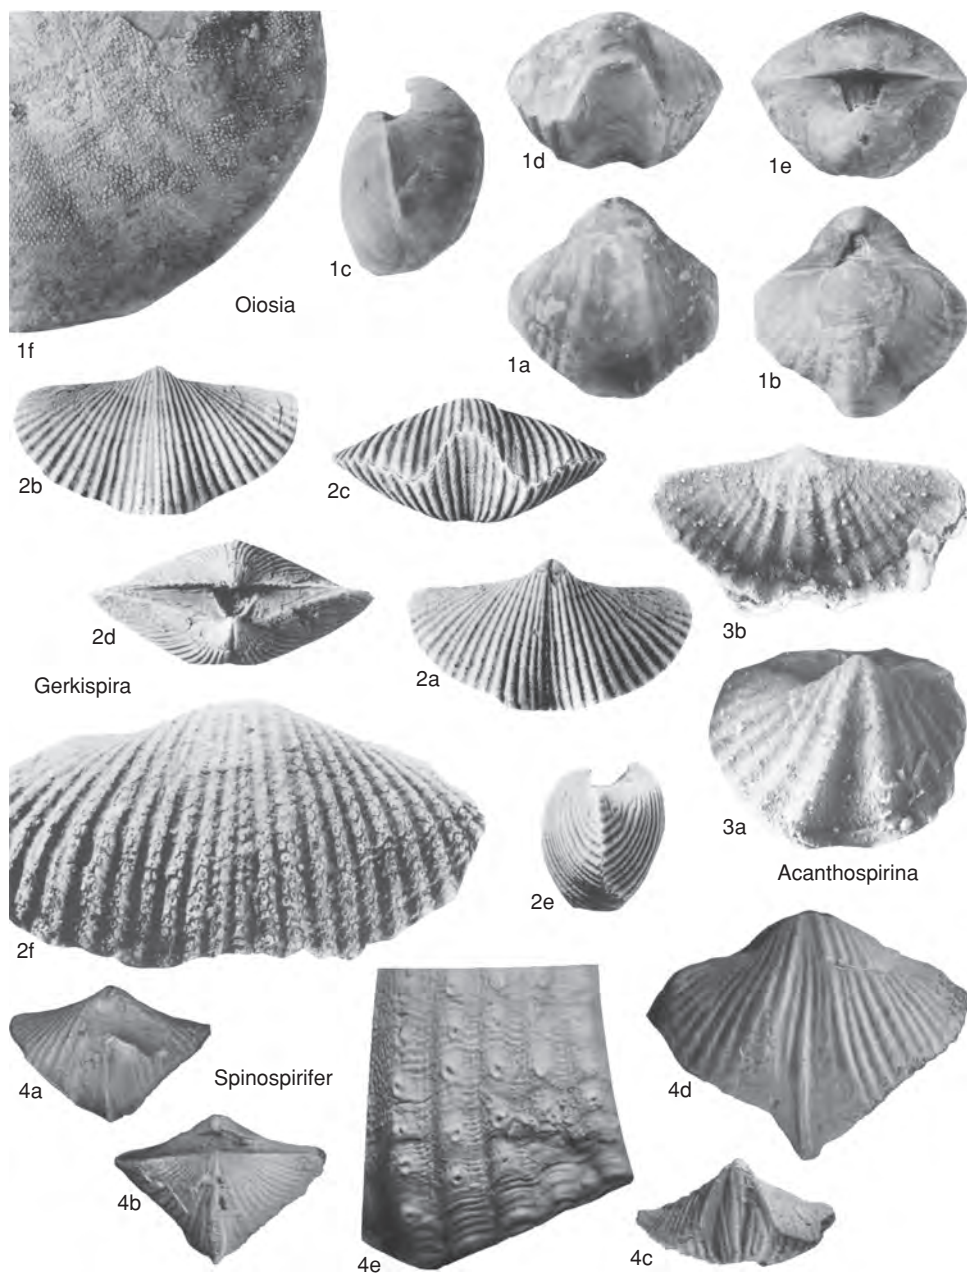 1d
1e
1c
Oiosia
1f
1a
1b
2b
2c
3b
2d
2a
Gerkispira
3a
Acanthospirina
2e
2f
4a
Spinospirifer
4d
4b
4e
4c